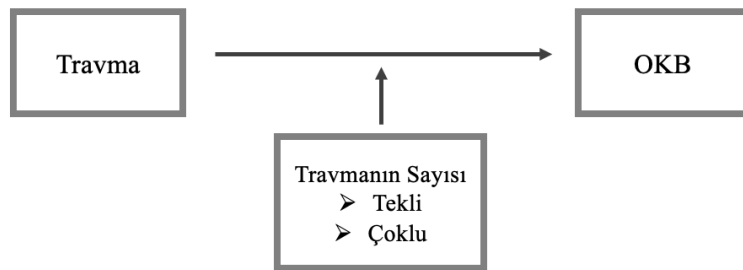 Travma
OKB
Travmanın Sayısı
➢ Tekli
➢ Çoklu